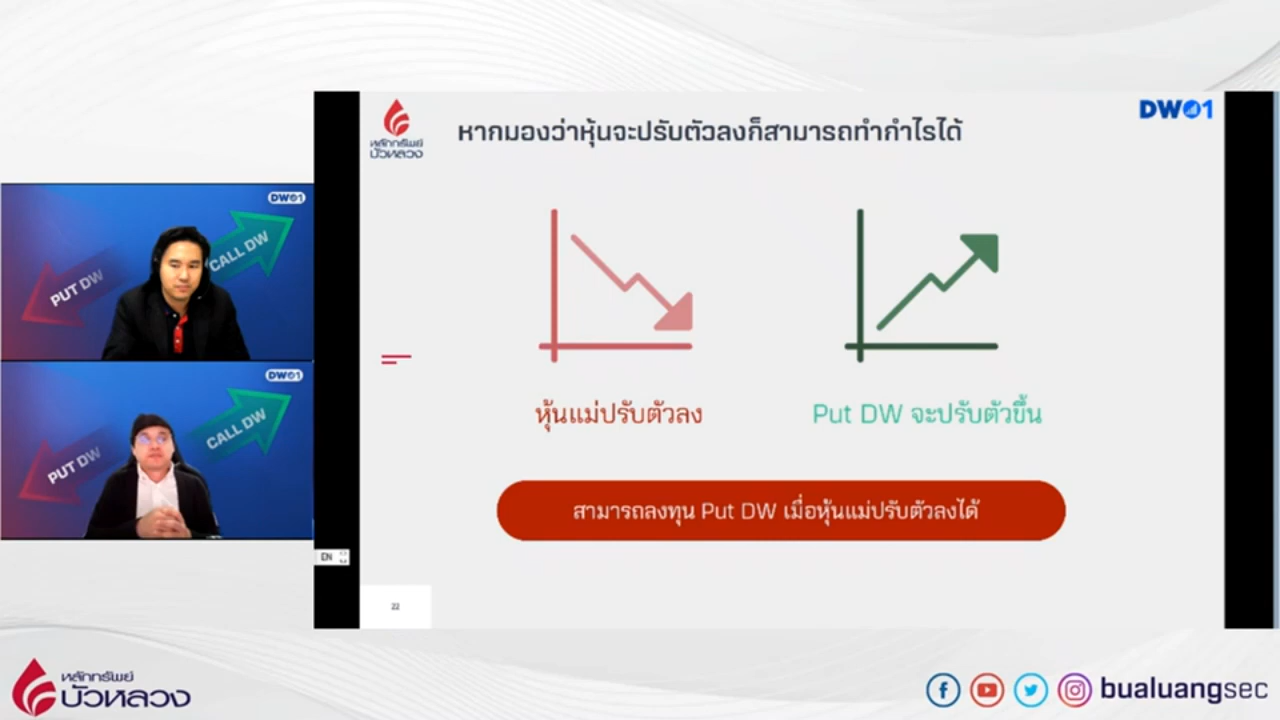 หลักทรัพย์
บัวหลวง
DW01
หากมองว่าหุ้นจะปรับตัวลงก็สามารถทำกำไรได้
DW01
PUT DW
CALL DW
DW01
PUT DW
CALL DW
หุ้นแม่ปรับตัวลง
Put DW จะปรับตัวขึ้น
สามารถลงทุน Put DW เมื่อหุ้นแม่ปรับตัวลงได้
EN
22
หลักทรัพย์
บัวหลวง
bualuangsec